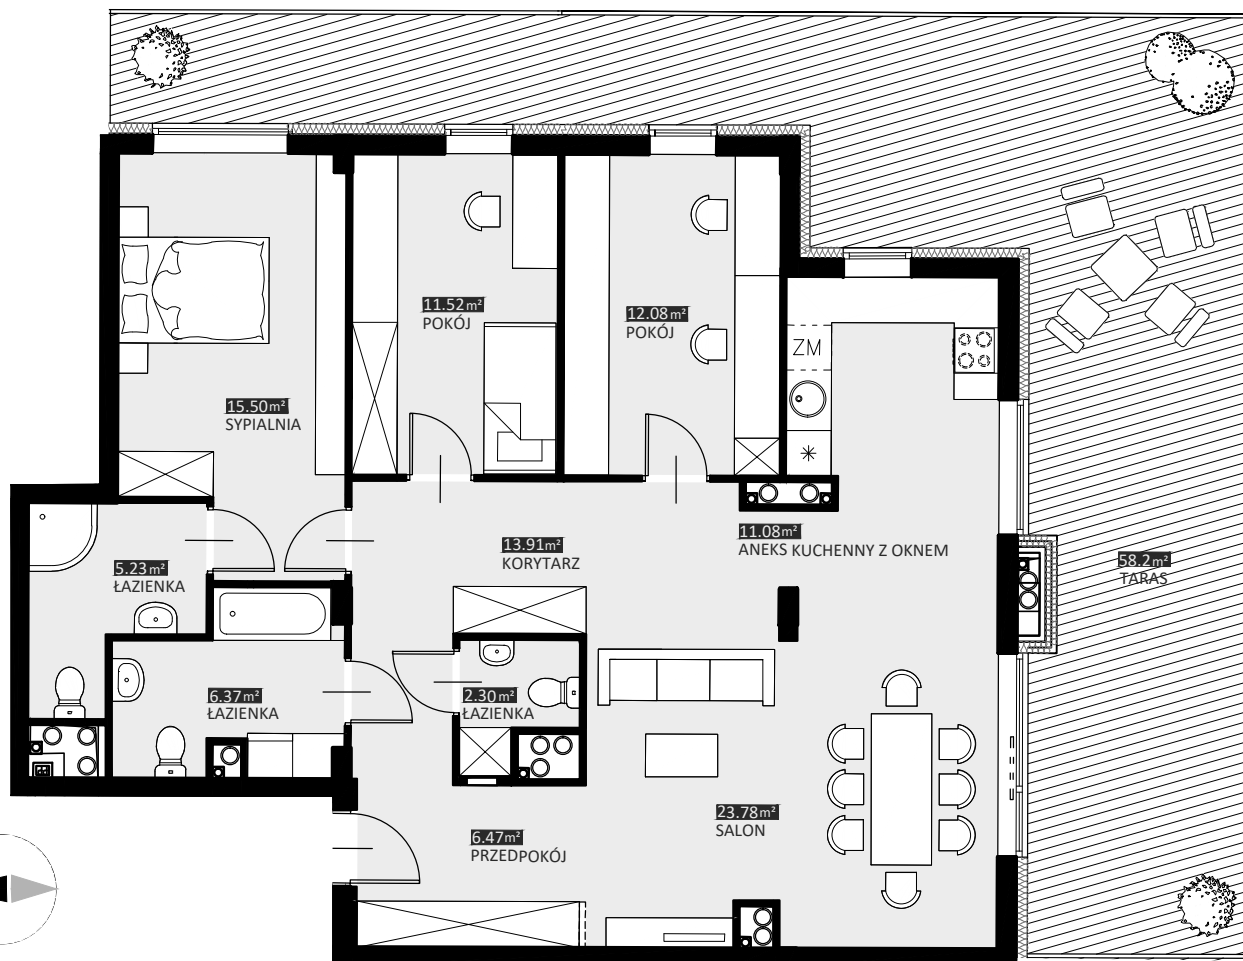 11.52m²
POKÓJ
12.08m²
POKÓJ
ZM
15.50m²
SYPIALNIA
11.08m²
ANEKS KUCHENNY Z OKNEM
13.91m²
KORYTARZ
5.23m²
ŁAZIENKA
58.2m²
TARAS
6.37m²
ŁAZIENKA
2.30m²
ŁAZIENKA
23.78m²
SALON
6.47m²
PRZEDPOKÓJ